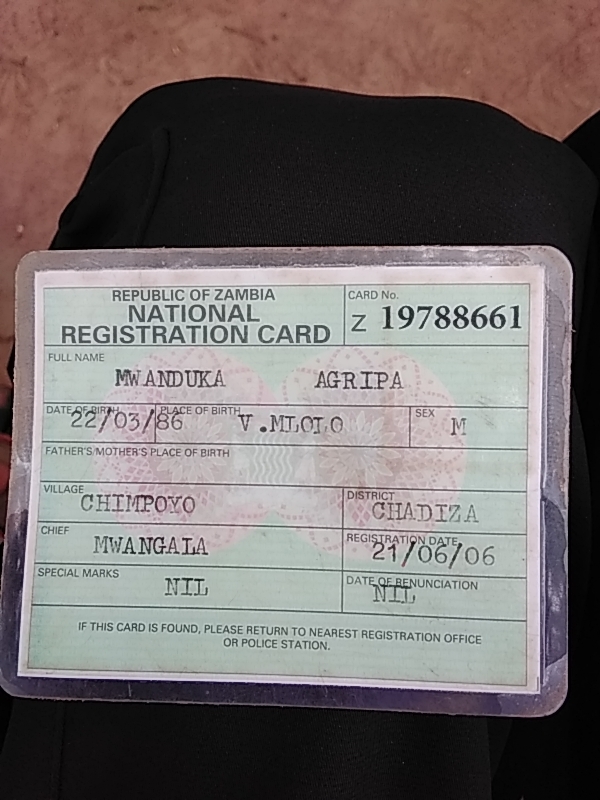 REPUBLIC OF ZAMBIA
NATIONAL
REGISTRATION CARD
CARD No.
Z 19788661
FULL NAME
MWANDUKA AGRIPA
DATE OF BIRTH
22/03/86
PLACE OF BIRTH
V.MLOLO
SEX
M
FATHER'S/MOTHER'S PLACE OF BIRTH
VILLAGE
CHIMPOYO
DISTRICT
CHADIZA
CHIEF
MWANGALA
REGISTRATION DATE
21/06/06
SPECIAL MARKS
NIL
DATE OF RENUNCIATION
NIL
IF THIS CARD IS FOUND, PLEASE RETURN TO NEAREST REGISTRATION OFFICE
OR POLICE STATION.